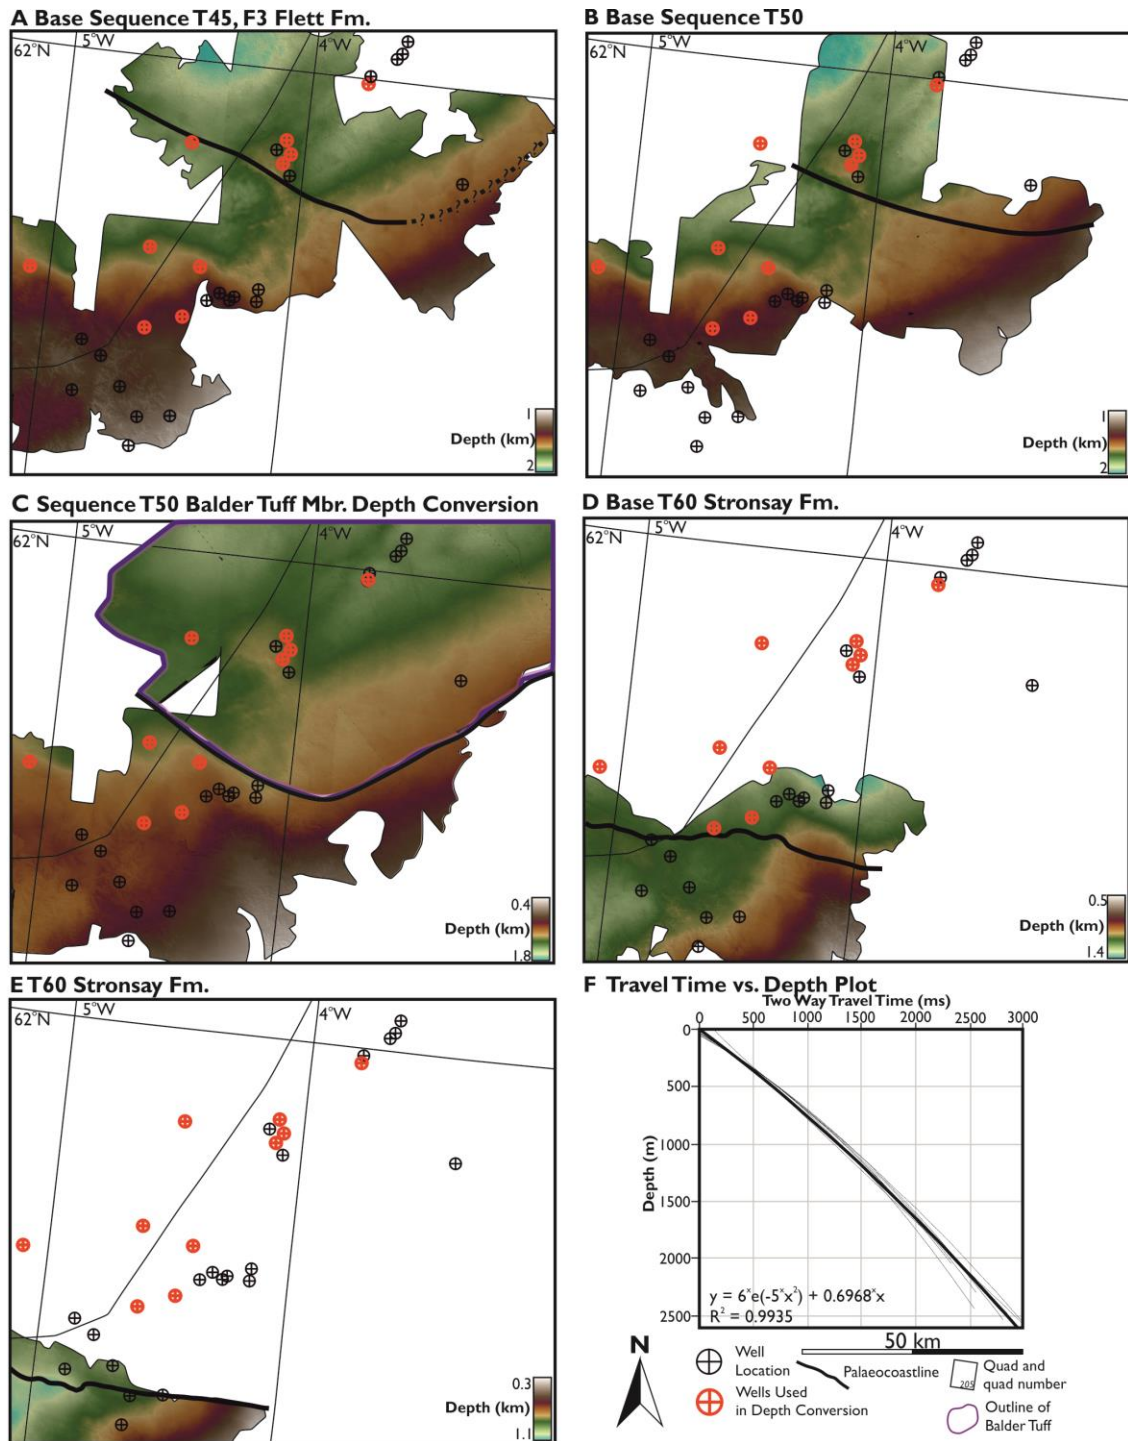 A Base Sequence T45, F3 Flett Fm.
5°W
4°W
62°N
? ? ? ? ? ?
1
Depth (km)
2
B Base Sequence T50
5°W
4°W
62°N
1
Depth (km)
2
C Sequence T50 Balder Tuff Mbr. Depth Conversion
5°W
4°W
62°N
0.4
Depth (km)
1.8
D Base T60 Stronsay Fm.
5°W
4°W
62°N
0.5
Depth (km)
1.4
E T60 Stronsay Fm.
5°W
4°W
62°N
0.3
Depth (km)
1.1
F Travel Time vs. Depth Plot
Two Way Travel Time (ms)
0 500 1000 1500 2000 2500 3000
0
500
1000
1500
2000
2500
Depth (m)
y = 6ˣe(-5ˣx²) + 0.6968ˣx
R² = 0.9935
50 km
N
Well
Location
Palaeocoastline
Quad and
quad number
205
Wells Used
in Depth Conversion
Outline of
Balder Tuff